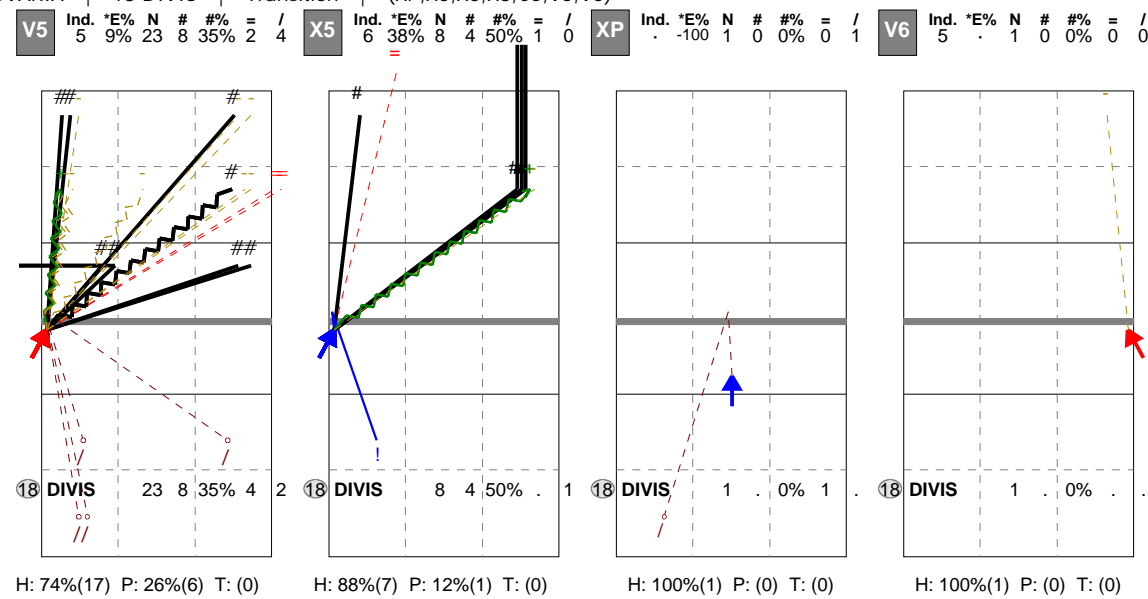 V5 Ind. *E% N # #% = / X5 Ind. *E% N # #% = / XP Ind. *E% N # #% = / V6 Ind. *E% N # #% = /
5 9% 23 8 35% 2 4 6 38% 8 4 50% 1 0 . -100 1 0 0% 0 1 5 . 1 0 0% 0 0
18 DIVIS 23 8 35% 4 2 18 DIVIS 8 4 50% . 1 18 DIVIS 1 . 0% 1 . 18 DIVIS 1 . 0% . .
H: 74%(17) P: 26%(6) T: (0) H: 88%(7) P: 12%(1) T: (0) H: 100%(1) P: (0) T: (0) H: 100%(1) P: (0) T: (0)